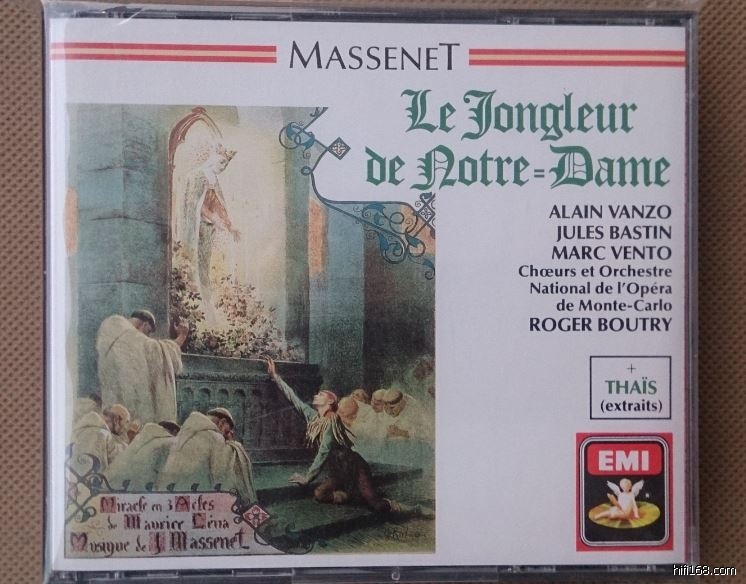 MASSENET
Le Jongleur
de Notre=Dame
ALAIN VANZO
JULES BASTIN
MARC VENTO
Chœurs et Orchestre
National de l'Opéra
de Monte-Carlo
ROGER BOUTRY
+
THAÏS
(extraits)
EMI
Miracle en 3 Actes
de Maurice Léna
Musique de J. Massenet
hifi168.com